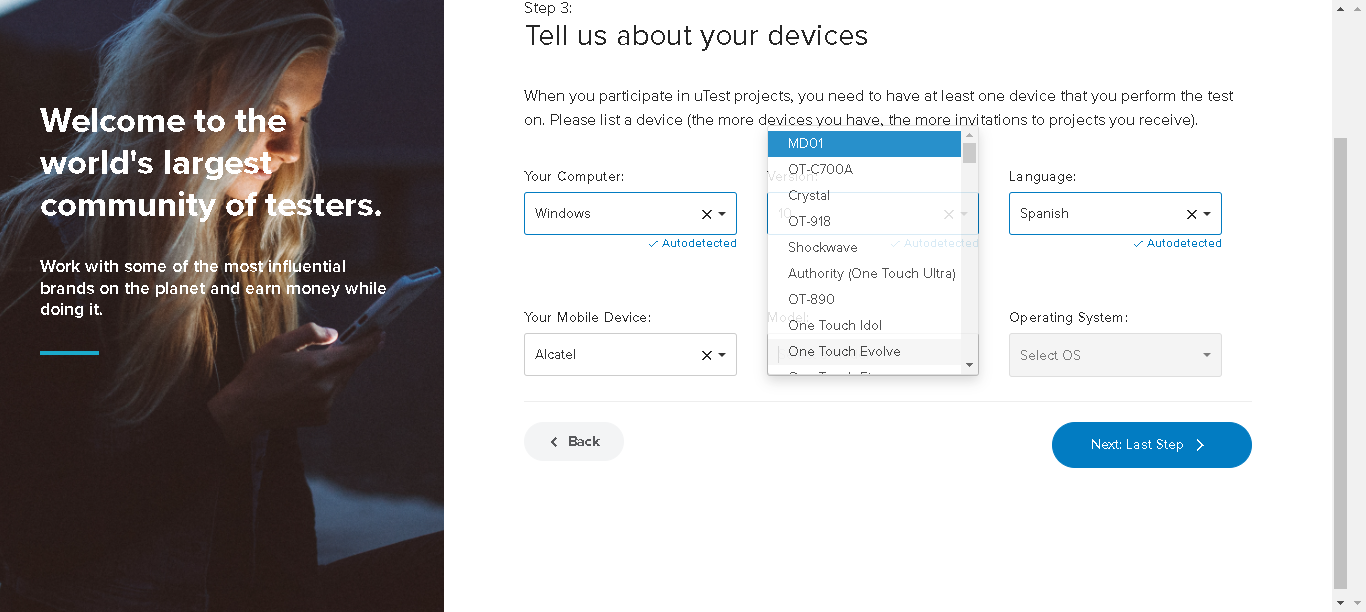 Welcome to the
world's largest
community of testers.
Work with some of the most influential
brands on the planet and earn money while
doing it.
Step 3:
Tell us about your devices
When you participate in uTest projects, you need to have at least one device that you perform the test
on. Please list a device (the more devices you have, the more invitations to projects you receive).
Your Computer:
Windows
Autodetected
Version:
10
Autodetected
Language:
Spanish
Autodetected
Your Mobile Device:
Alcatel
Model:
MD01
OT-C700A
Crystal
OT-918
Shockwave
Authority (One Touch Ultra)
OT-890
One Touch Idol
One Touch Evolve
Operating System:
Select OS
Back
Next: Last Step